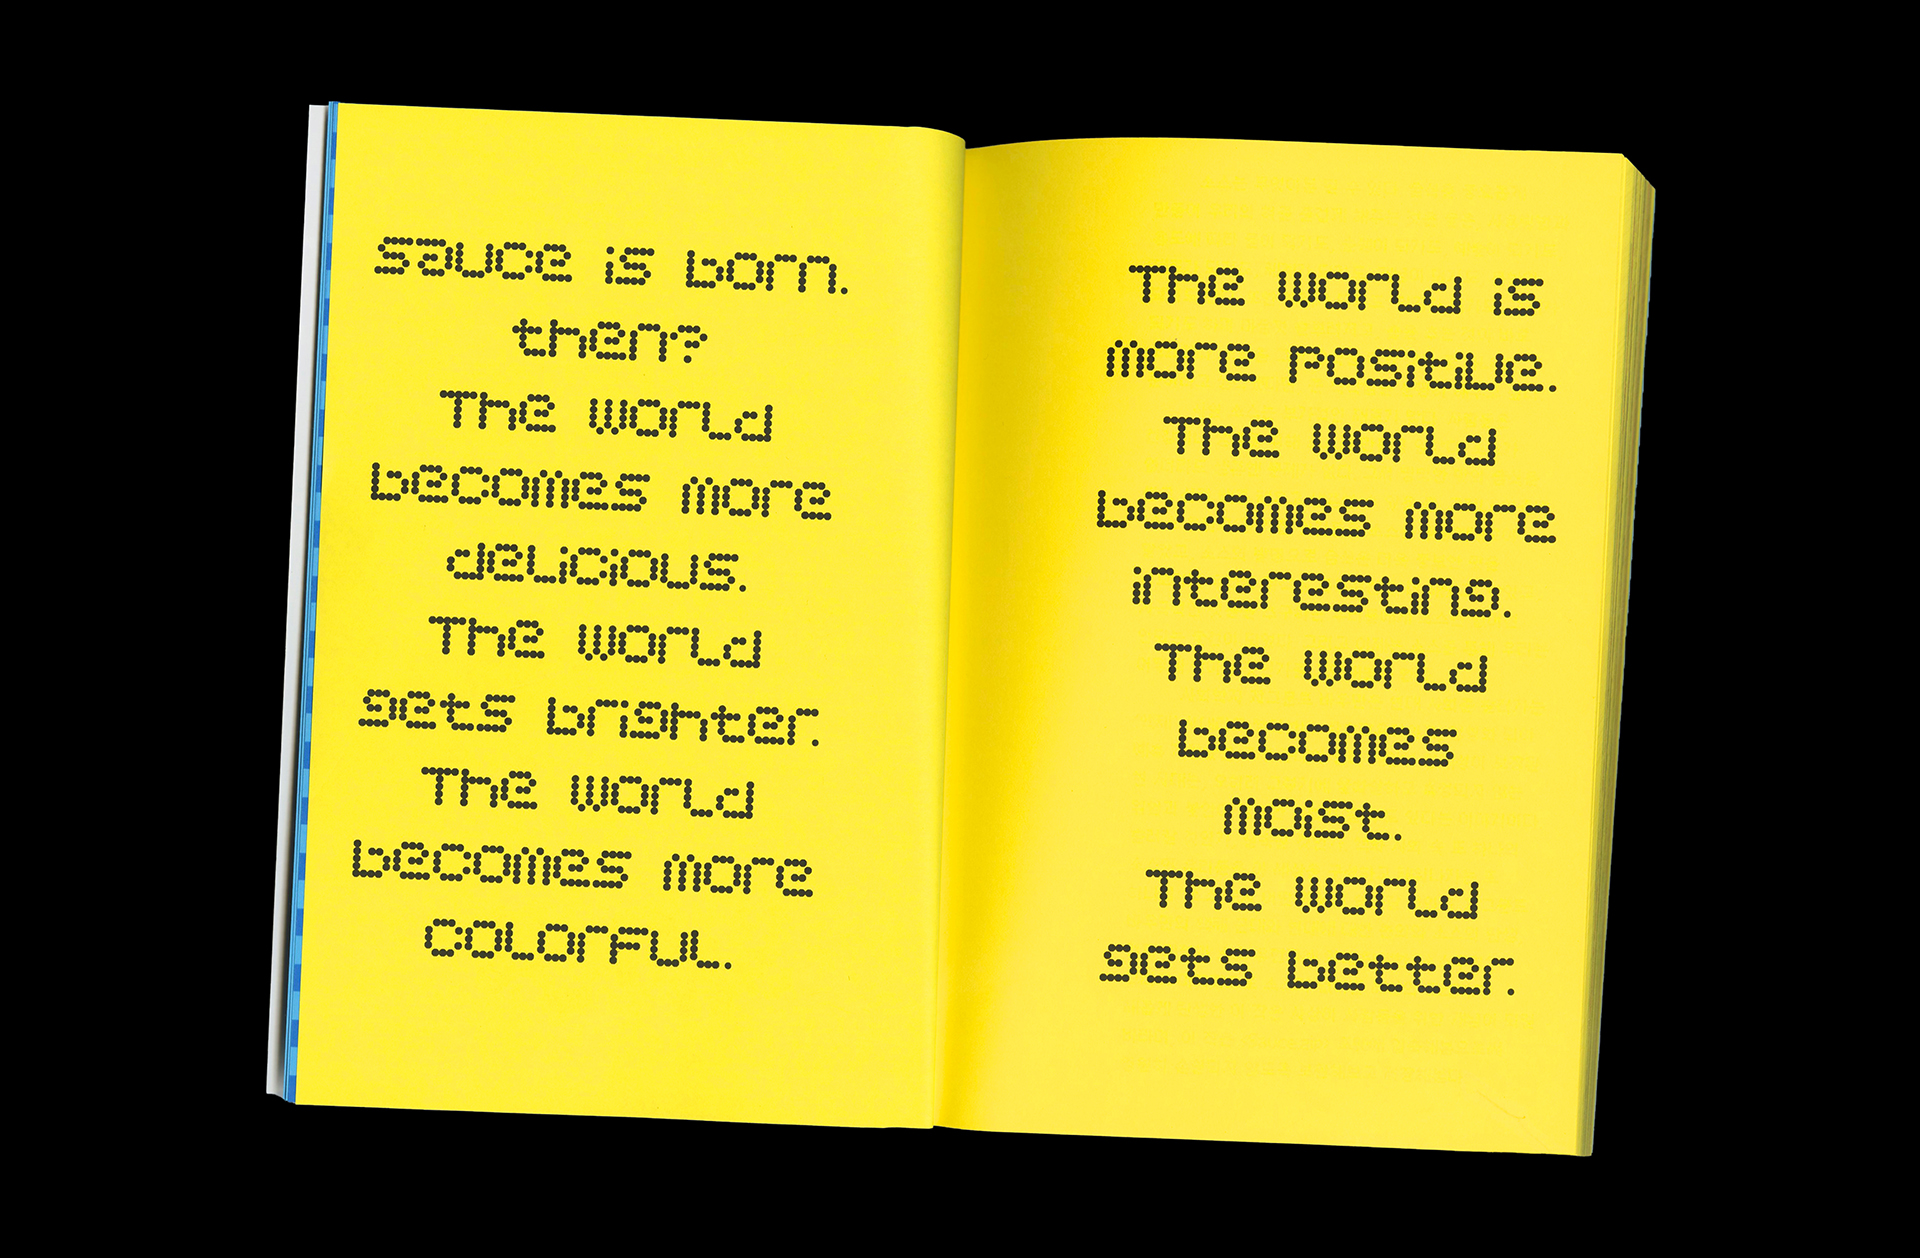 sauce is born.
then?
The world
becomes more
delicious.
The world
gets brighter.
The world
becomes more
colorful.
The world is
more positive.
The world
becomes more
interesting.
The world
becomes
moist.
The world
gets better.